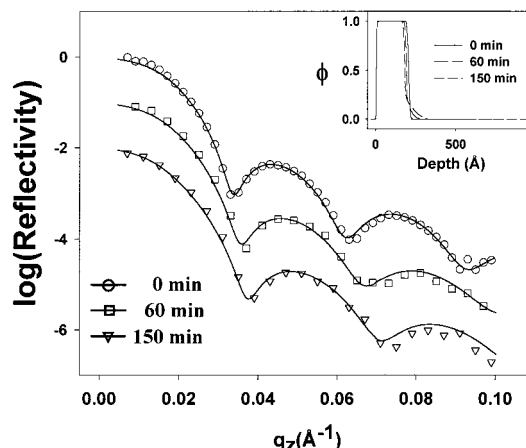 ϕ
1.0
0.5
0.0
0 min
60 min
150 min
0
500
Depth (Å)
log(Reflectivity)
0
-2
-4
-6
0 min
60 min
150 min
0.00
0.02
0.04
0.06
0.08
0.10
qz(Å-1)